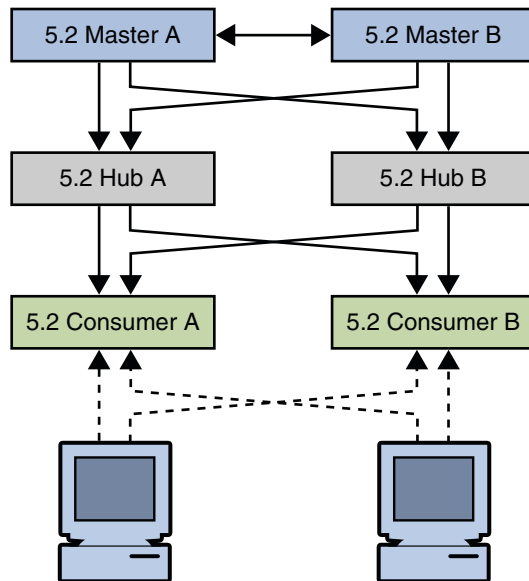 5.2 Master A
5.2 Master B
5.2 Hub A
5.2 Hub B
5.2 Consumer A
5.2 Consumer B